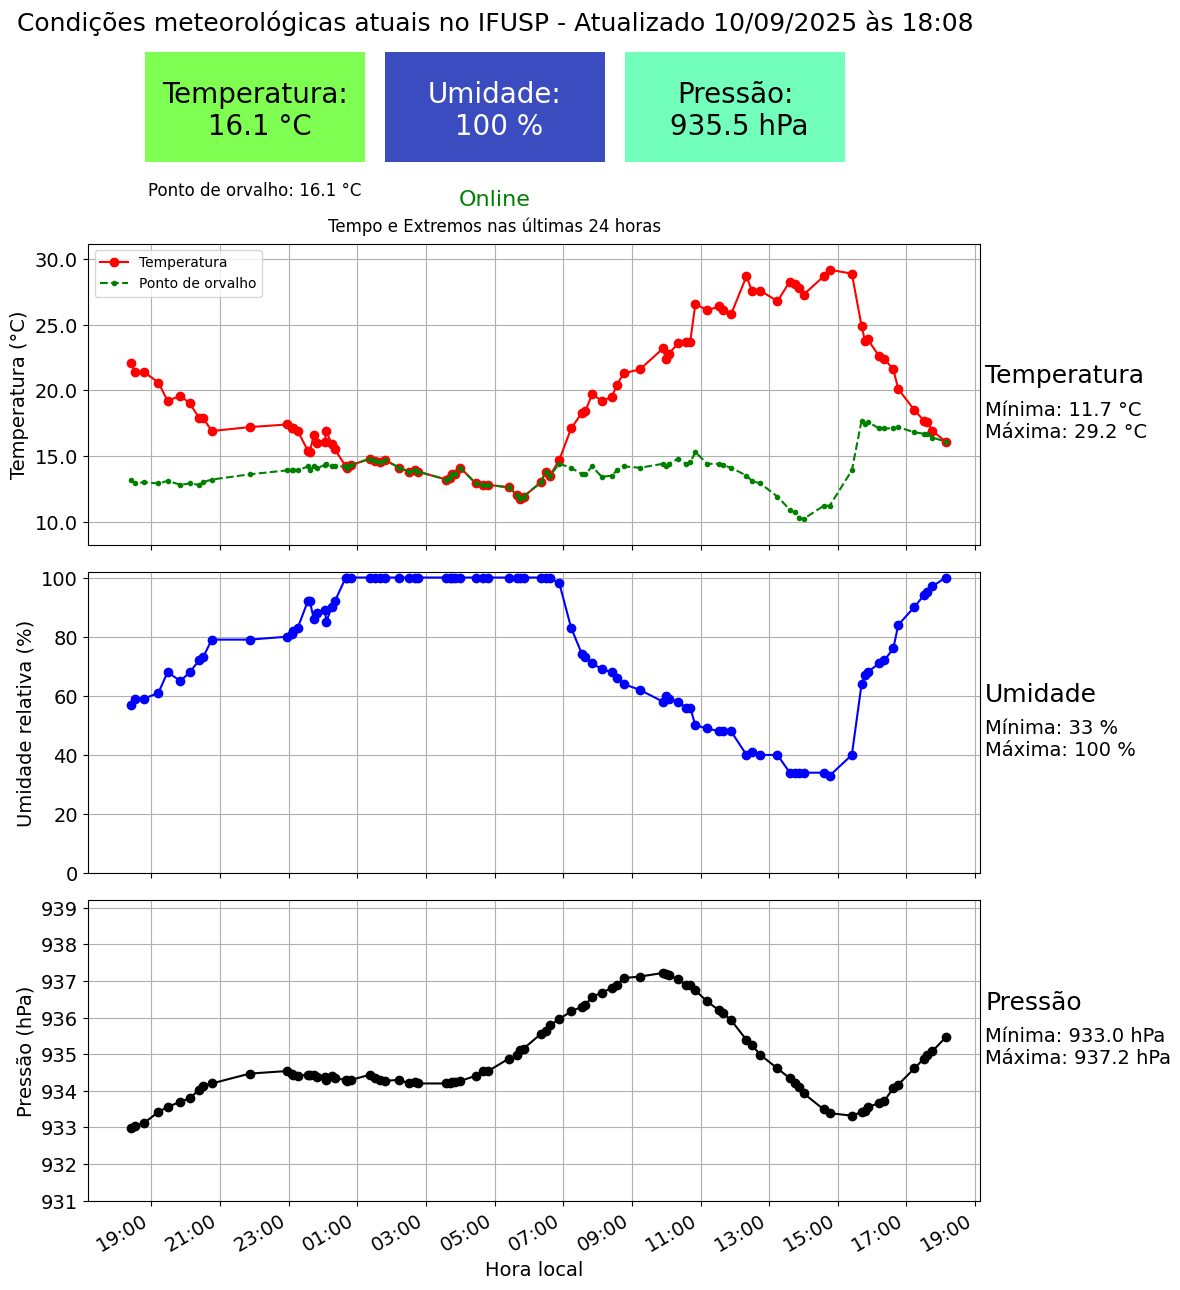 Condições meteorológicas atuais no IFUSP - Atualizado 10/09/2025 às 18:08
Temperatura:
16.1 °C
Umidade:
100 %
Pressão:
935.5 hPa
Ponto de orvalho: 16.1 °C
Online
Tempo e Extremos nas últimas 24 horas
Temperatura (°C)
30.0
25.0
20.0
15.0
10.0
Temperatura
Ponto de orvalho
Temperatura
Mínima: 11.7 °C
Máxima: 29.2 °C
Umidade relativa (%)
100
80
60
40
20
0
Umidade
Mínima: 33 %
Máxima: 100 %
Pressão (hPa)
939
938
937
936
935
934
933
932
931
Pressão
Mínima: 933.0 hPa
Máxima: 937.2 hPa
19:00
21:00
23:00
01:00
03:00
05:00
07:00
09:00
11:00
13:00
15:00
17:00
19:00
Hora local